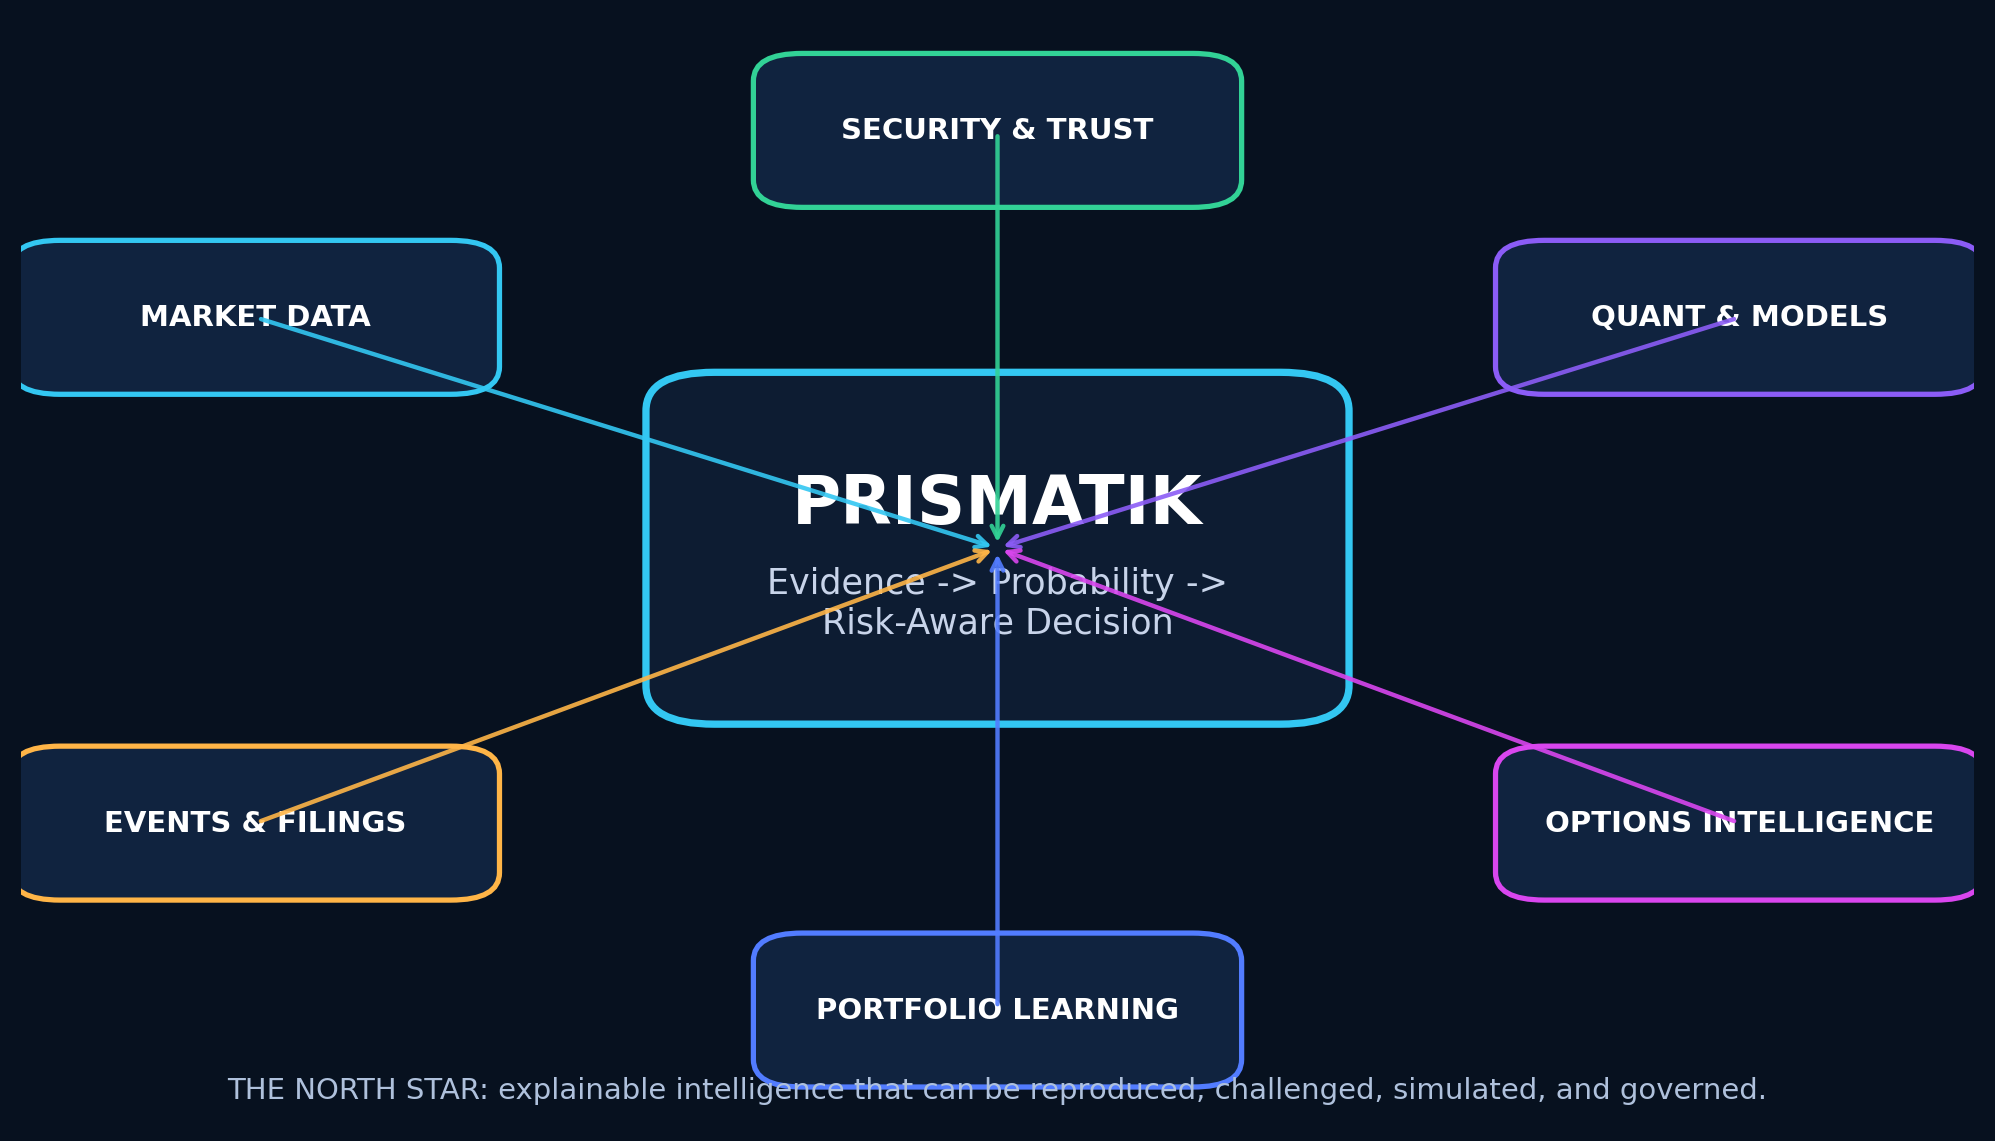 SECURITY & TRUST
MARKET DATA
QUANT & MODELS
PRISMATIK
Evidence -> Probability ->
Risk-Aware Decision
EVENTS & FILINGS
OPTIONS INTELLIGENCE
PORTFOLIO LEARNING
THE NORTH STAR: explainable intelligence that can be reproduced, challenged, simulated, and governed.